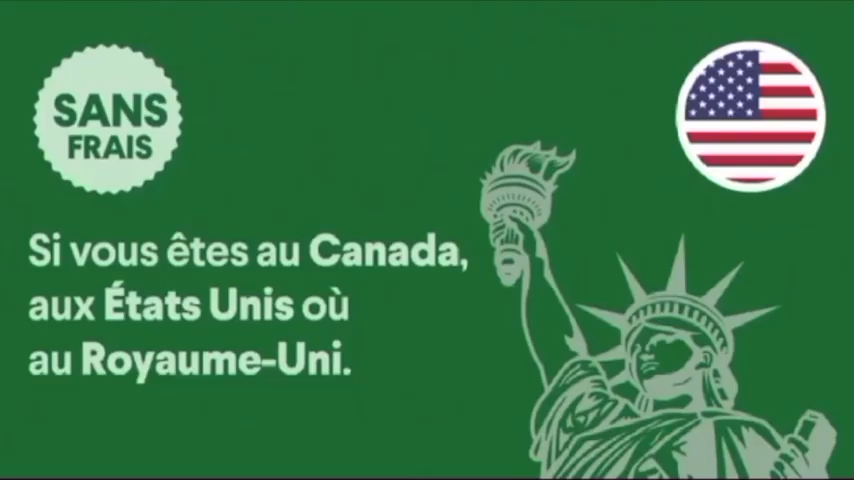 SANS
FRAIS
Si vous êtes au Canada,
aux États Unis où
au Royaume-Uni.